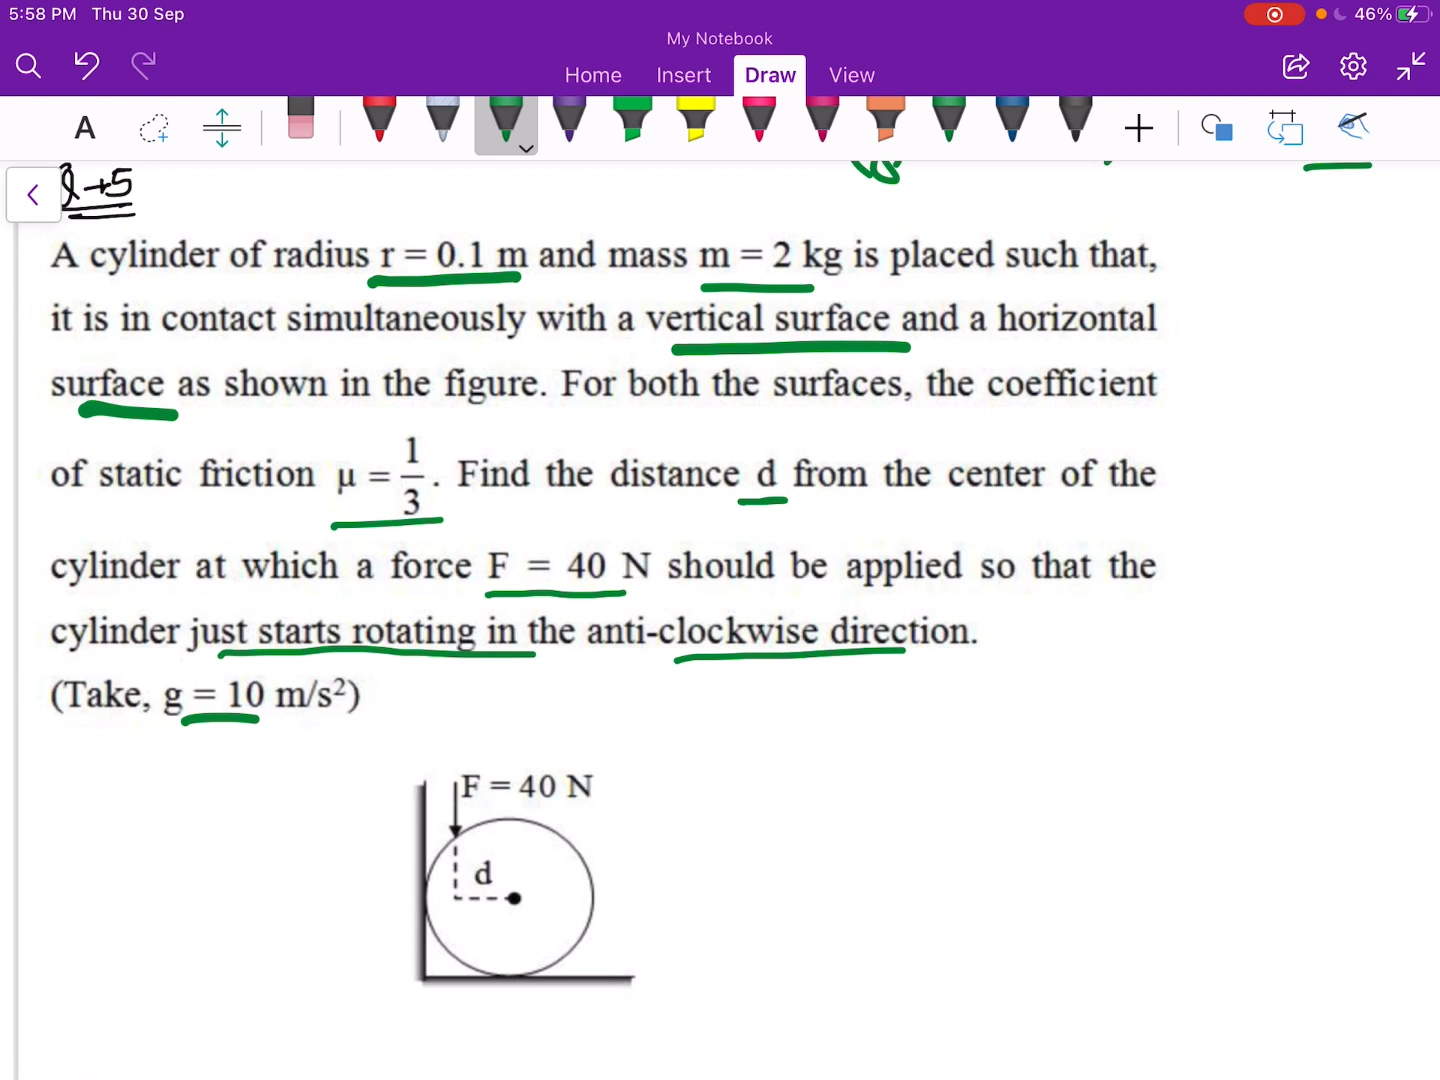 5:58 PM Thu 30 Sep
46%
My Notebook
Home Insert Draw View
A
A cylinder of radius r = 0.1 m and mass m = 2 kg is placed such that,
it is in contact simultaneously with a vertical surface and a horizontal
surface as shown in the figure. For both the surfaces, the coefficient
of static friction μ = 1/3. Find the distance d from the center of the
cylinder at which a force F = 40 N should be applied so that the
cylinder just starts rotating in the anti-clockwise direction.
(Take, g = 10 m/s²)
F = 40 N
d